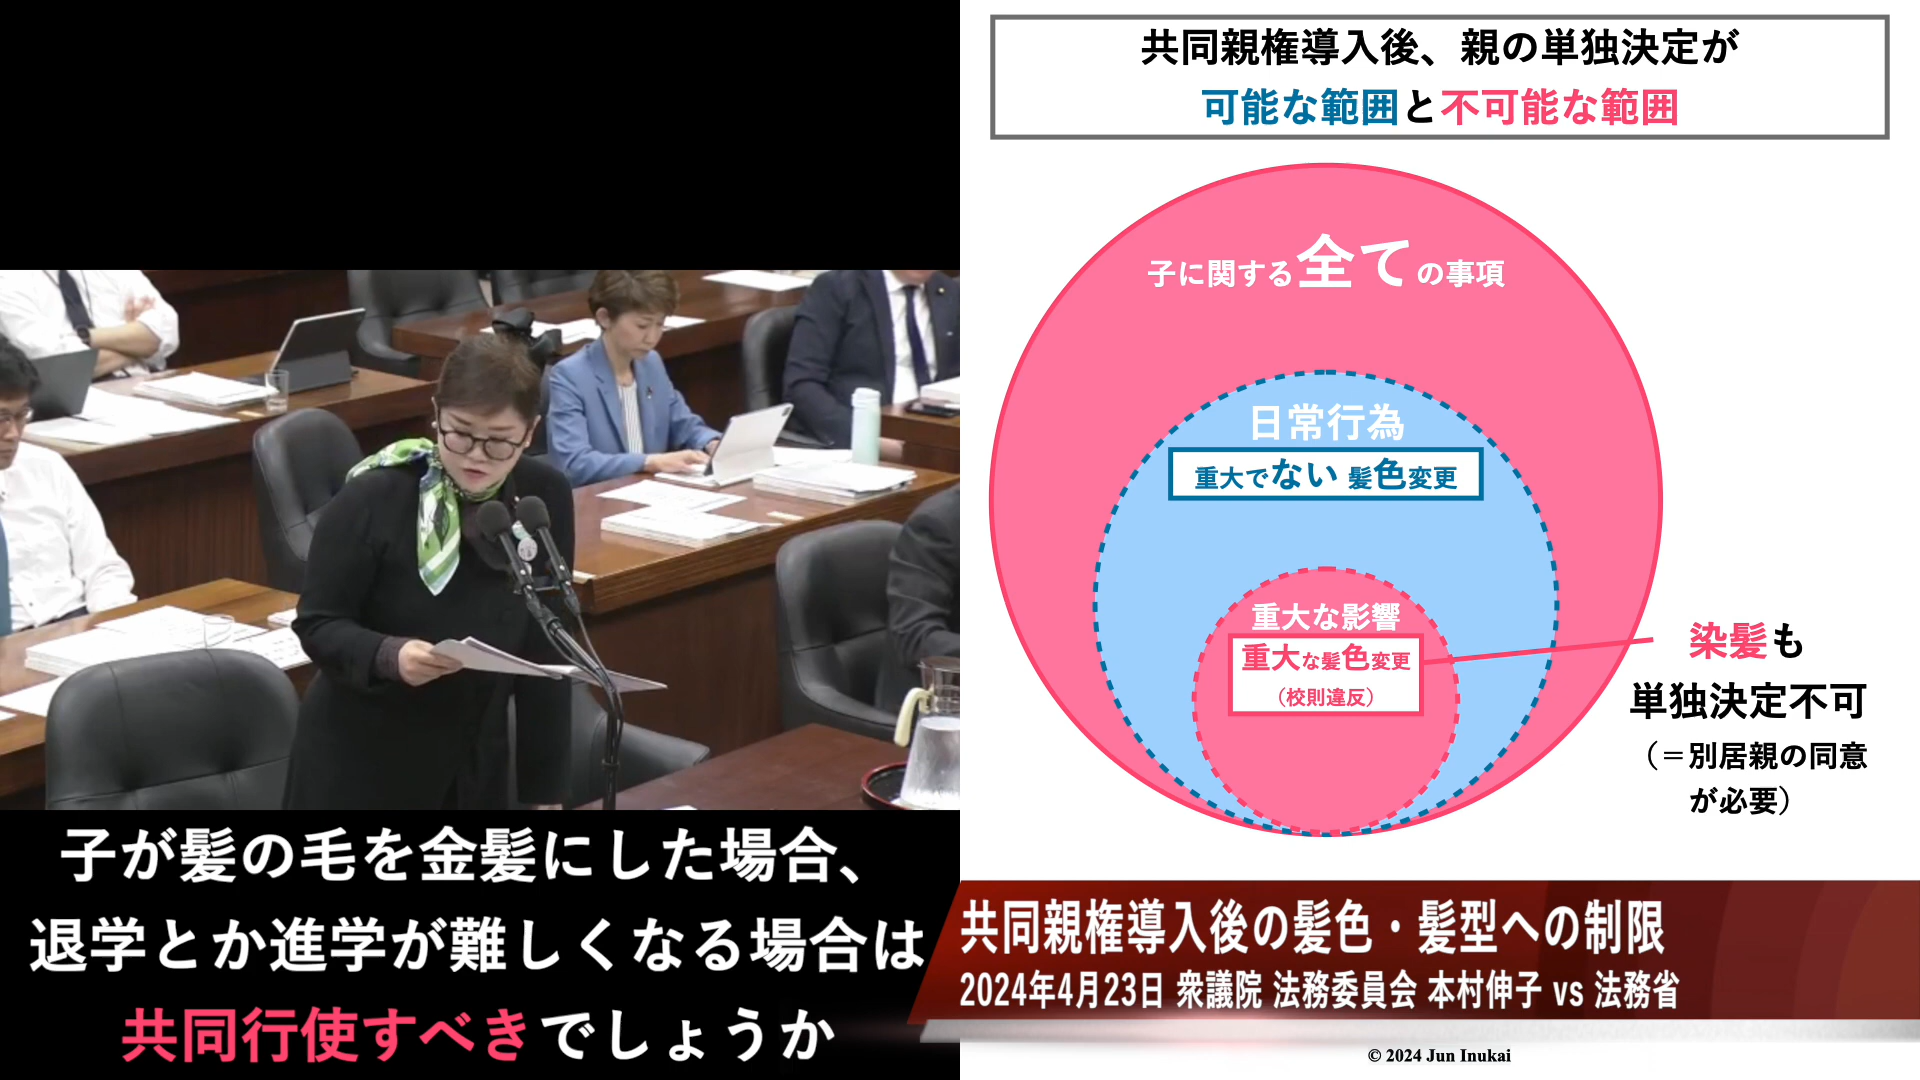 共同親権導入後、親の単独決定が
可能な範囲と不可能な範囲
子に関する全ての事項
日常行為
重大でない髪色変更
重大な影響
重大な髪色変更
（校則違反）
染髪も
単独決定不可
（＝別居親の同意
が必要）
子が髪の毛を金髪にした場合、
退学とか進学が難しくなる場合は
共同行使すべきでしょうか
共同親権導入後の髪色・髪型への制限
2024年4月23日 衆議院 法務委員会 本村伸子 vs 法務省
© 2024 Jun Inukai